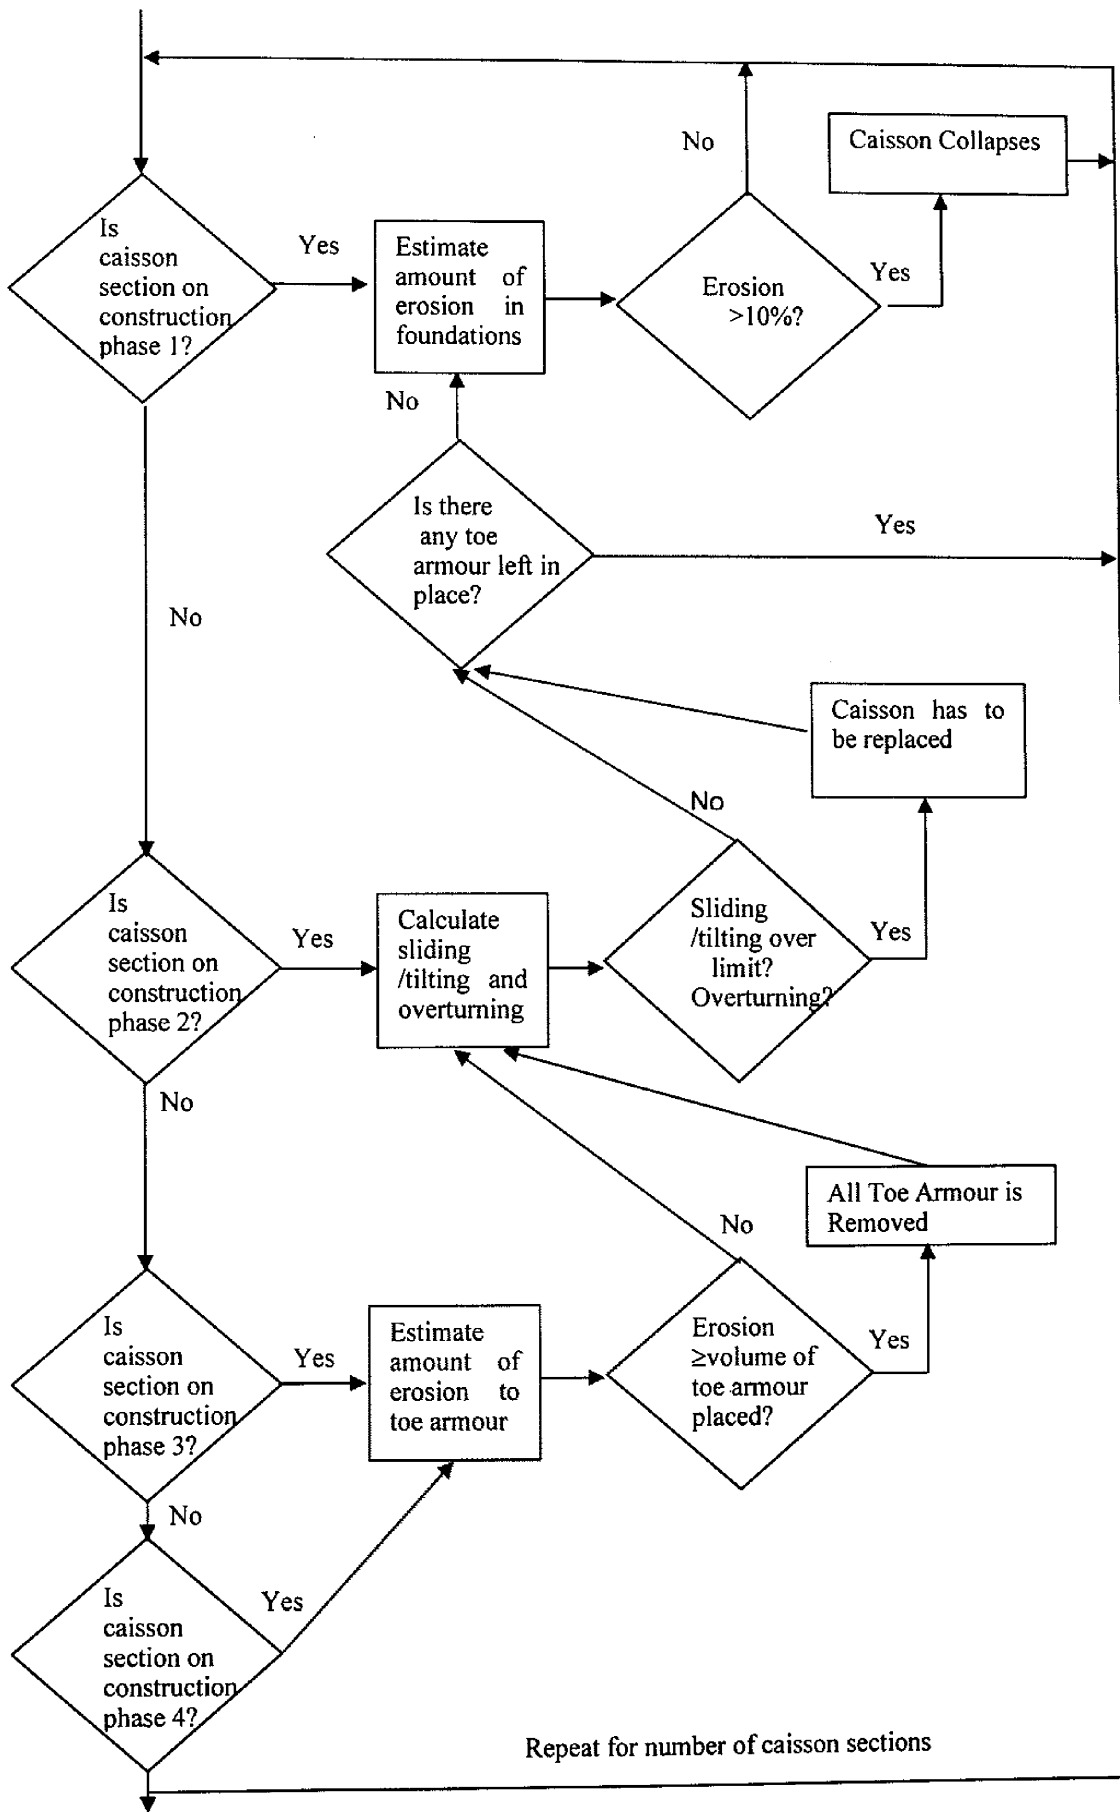 No
Caisson Collapses
Is
caisson
section on
construction
phase 1?
Yes
Estimate
amount of
erosion in
foundations
Erosion
>10%?
Yes
No
Is there
any toe
armour left in
place?
Yes
No
Caisson has to
be replaced
No
Is
caisson
section on
construction
phase 2?
Yes
Calculate
sliding
/tilting and
overturning
Sliding
/tilting over
limit?
Overturning?
Yes
No
All Toe Armour is
Removed
No
Is
caisson
section on
construction
phase 3?
Yes
Estimate
amount of
erosion to
toe armour
Erosion
≥volume of
toe armour
placed?
Yes
No
Is
caisson
section on
construction
phase 4?
Yes
Repeat for number of caisson sections